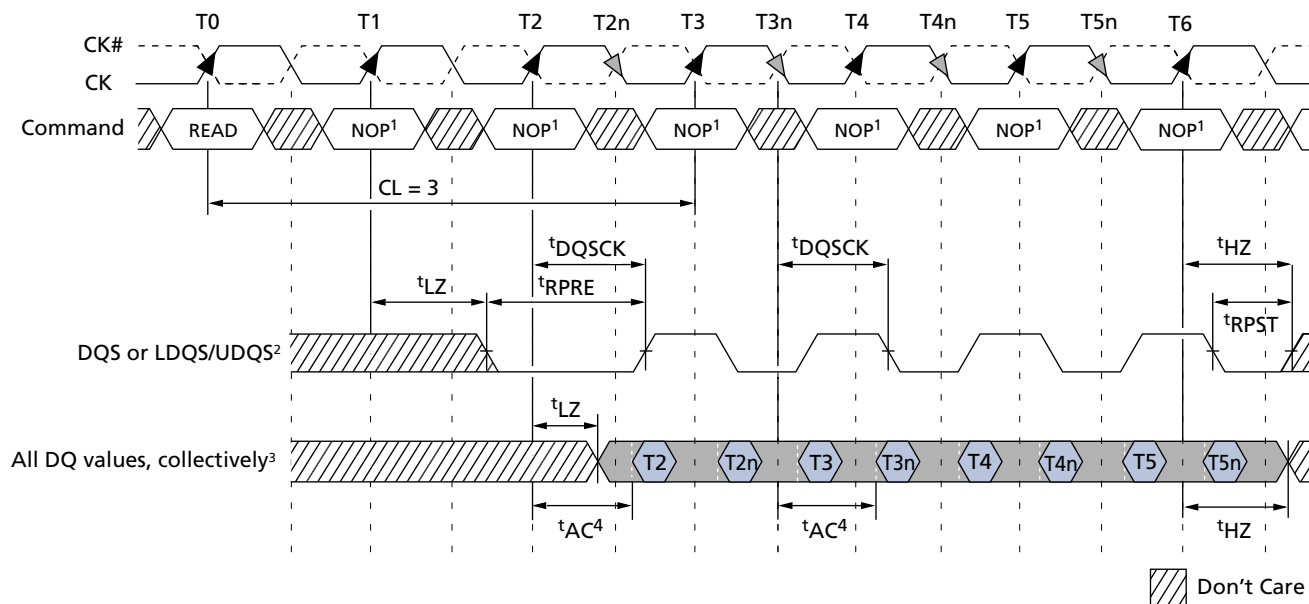 T0 T1 T2 T2n T3 T3n T4 T4n T5 T5n T6
CK#
CK
Command READ NOP¹ NOP¹ NOP¹ NOP¹ NOP¹ NOP¹
CL = 3
ᵗDQSCK ᵗDQSCK ᵗHZ
ᵗLZ ᵗRPRE
ᵗRPST
DQS or LDQS/UDQS²
ᵗLZ
All DQ values, collectively³ T2 T2n T3 T3n T4 T4n T5 T5n
ᵗAC⁴ ᵗAC⁴ ᵗHZ
Don't Care